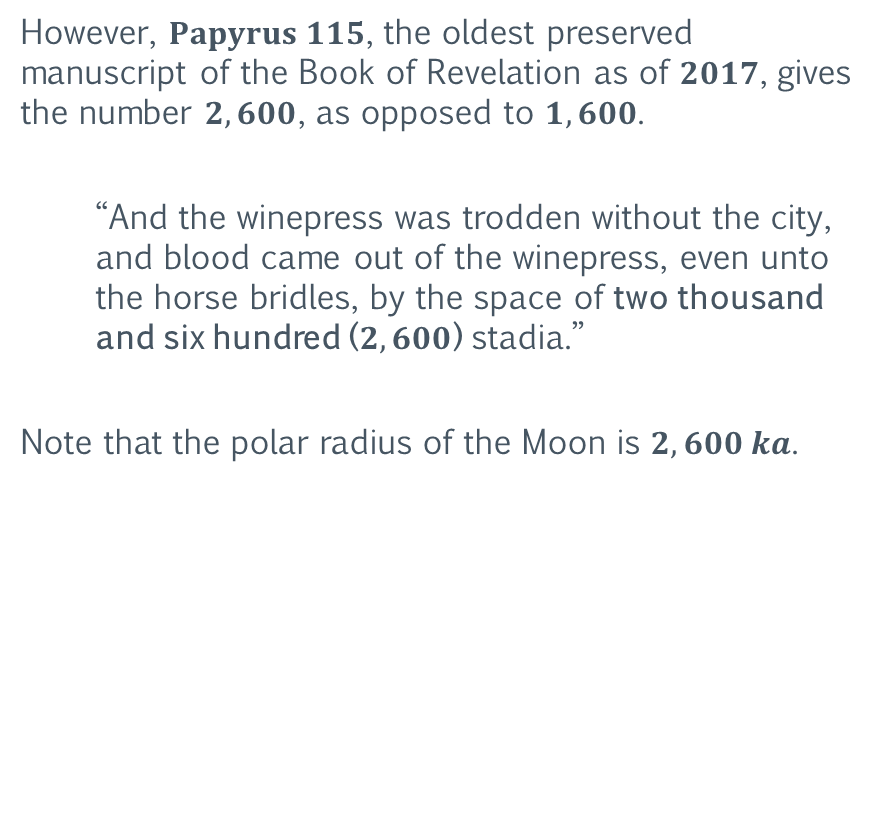 However, Papyrus 115, the oldest preserved
manuscript of the Book of Revelation as of 2017, gives
the number 2,600, as opposed to 1,600.
“And the winepress was trodden without the city,
and blood came out of the winepress, even unto
the horse bridles, by the space of two thousand
and six hundred (2,600) stadia.”
Note that the polar radius of the Moon is 2,600 ka.